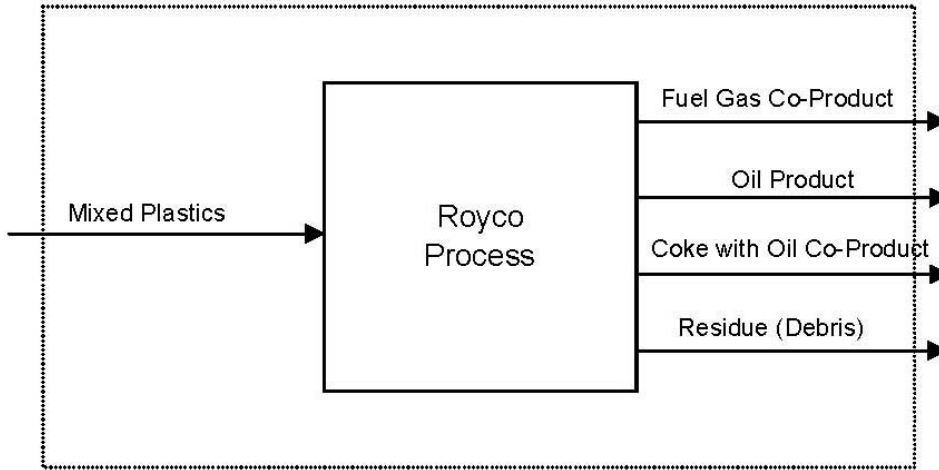 Fuel Gas Co-Product
Oil Product
Mixed Plastics
Royco
Process
Coke with Oil Co-Product
Residue (Debris)